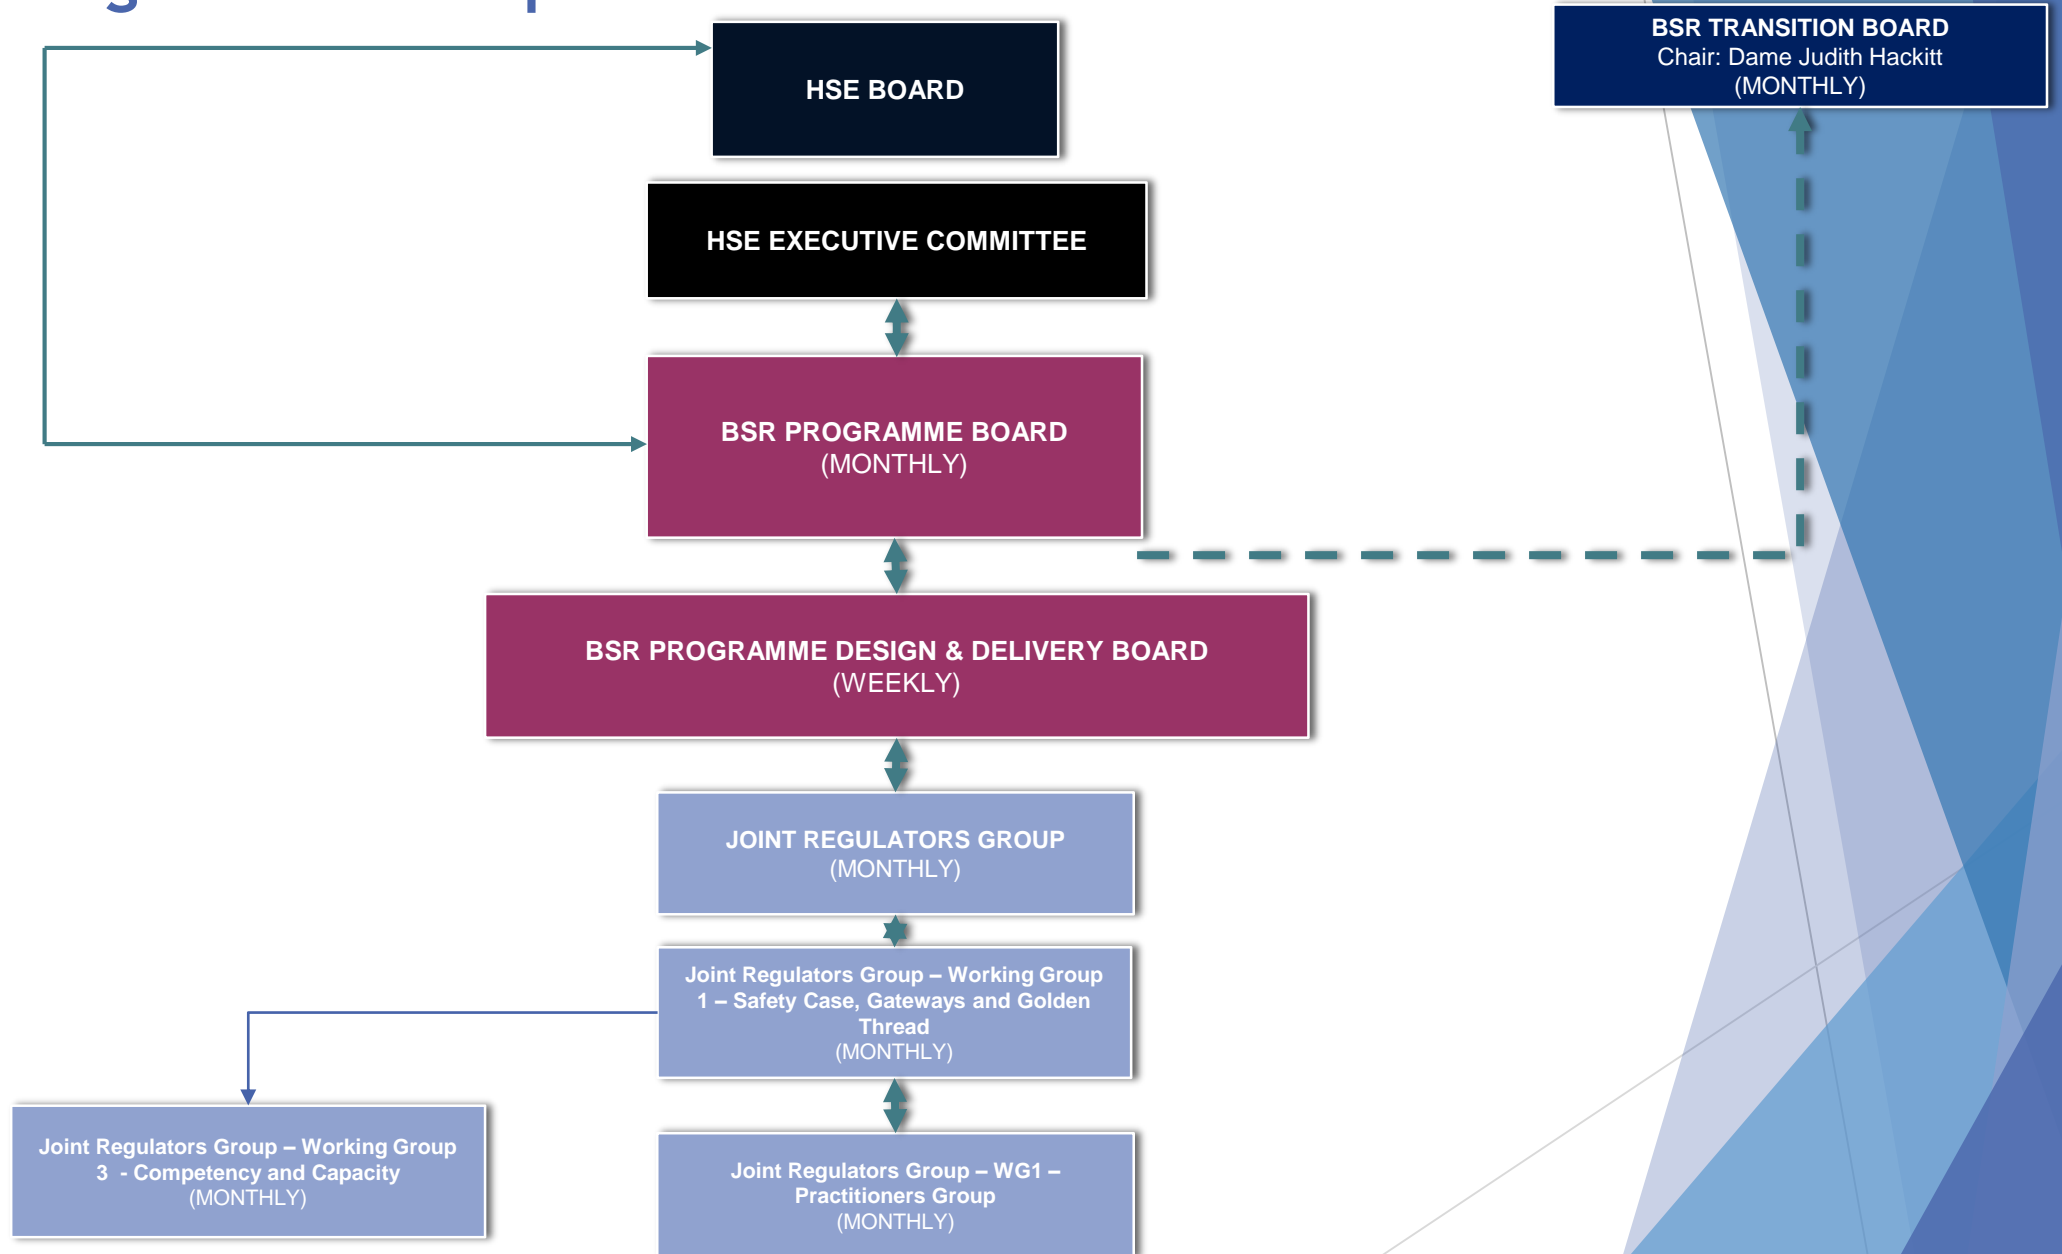 HSE BOARD
BSR TRANSITION BOARD
Chair: Dame Judith Hackitt
(MONTHLY)
HSE EXECUTIVE COMMITTEE
BSR PROGRAMME BOARD
(MONTHLY)
BSR PROGRAMME DESIGN & DELIVERY BOARD
(WEEKLY)
JOINT REGULATORS GROUP
(MONTHLY)
Joint Regulators Group – Working Group
1 – Safety Case, Gateways and Golden
Thread
(MONTHLY)
Joint Regulators Group – Working Group
3 - Competency and Capacity
(MONTHLY)
Joint Regulators Group – WG1 –
Practitioners Group
(MONTHLY)